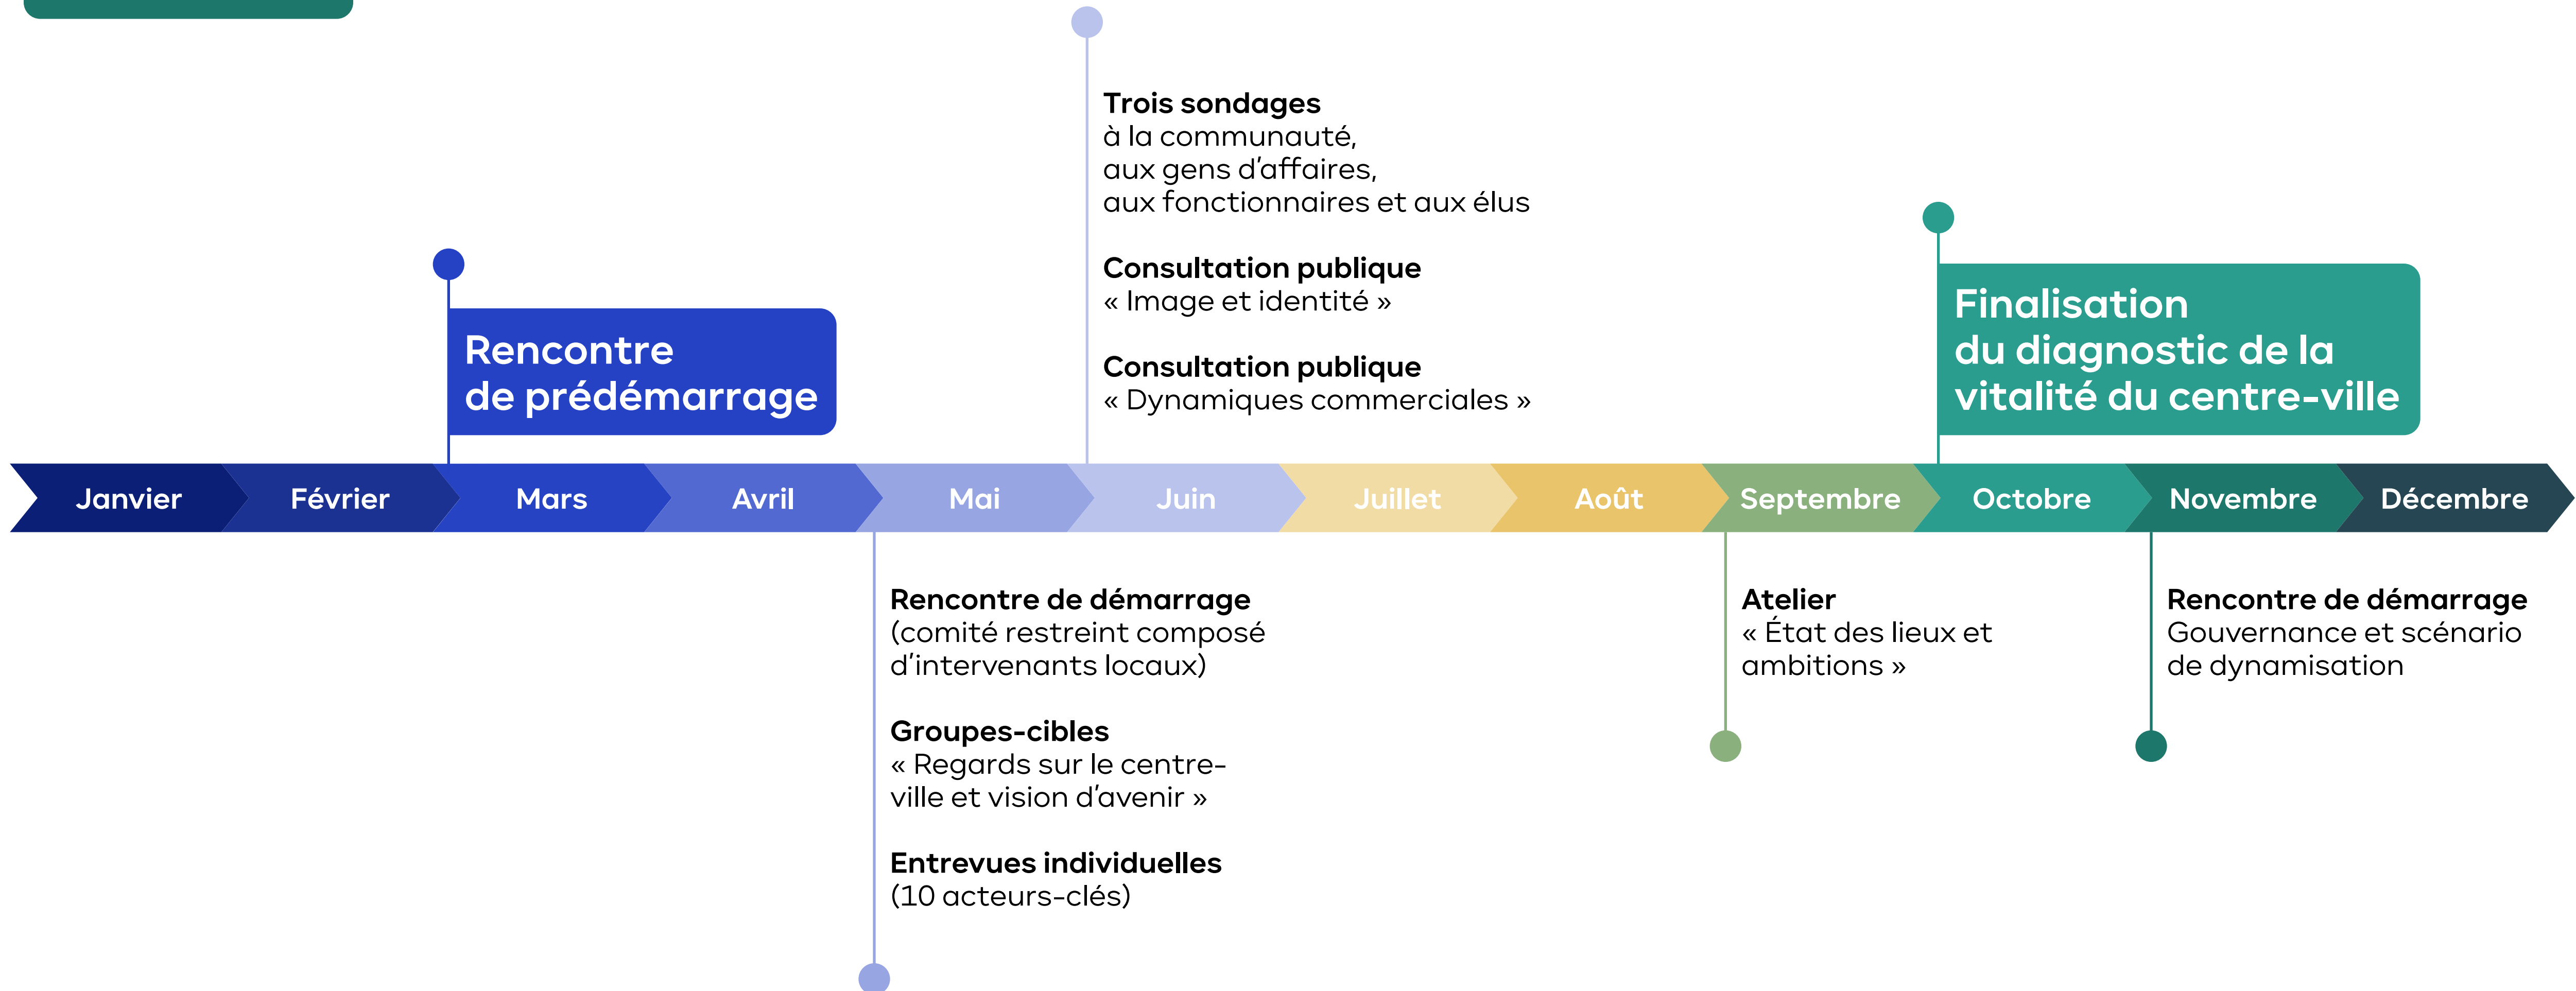 Trois sondages
à la communauté,
aux gens d'affaires,
aux fonctionnaires et aux élus
Consultation publique
« Image et identité »
Consultation publique
« Dynamiques commerciales »
Rencontre
de prédémarrage
Finalisation
du diagnostic de la
vitalité du centre-ville
Janvier
Février
Mars
Avril
Mai
Juin
Juillet
Août
Septembre
Octobre
Novembre
Décembre
Rencontre de démarrage
(comité restreint composé
d'intervenants locaux)
Groupes-cibles
« Regards sur le centre-
ville et vision d'avenir »
Entrevues individuelles
(10 acteurs-clés)
Atelier
« État des lieux et
ambitions »
Rencontre de démarrage
Gouvernance et scénario
de dynamisation